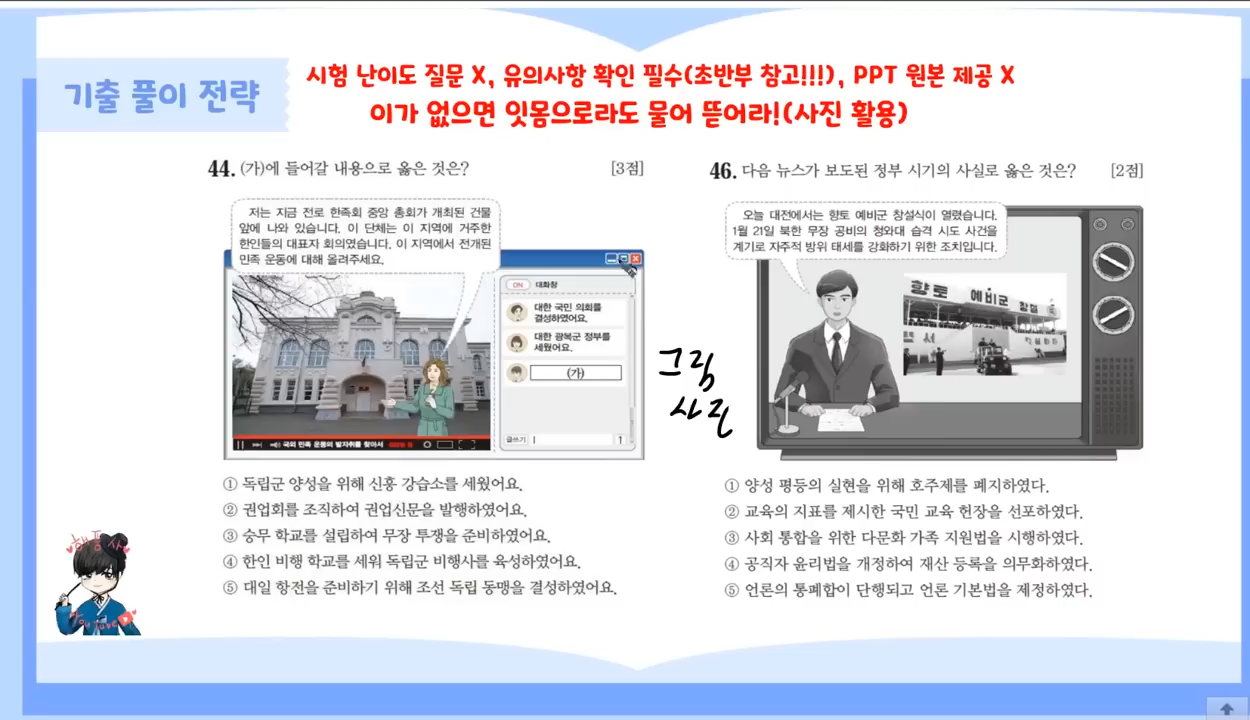 기출 풀이 전략
시험 난이도 질문 X, 유의사항 확인 필수(초반부 참고!!!), PPT 원본 제공 X
이가 없으면 잇몸으로라도 물어 뜯어라!(사진 활용)
44. (가)에 들어갈 내용으로 옳은 것은? [3점]
저는 지금 전로 한족회 중앙 총회가 개최된 건물
앞에 나와 있습니다. 이 단체는 이 지역에 거주한
한인들의 대표자 회의였습니다. 이 지역에서 전개된
민족 운동에 대해 올려주세요.
ON 대화창
대한 국민 의회를
결성하였어요.
대한 광복군 정부를
세웠어요.
(가)
글쓰기
국외 민족 운동의 발자취를 찾아서
① 독립군 양성을 위해 신흥 강습소를 세웠어요.
② 권업회를 조직하여 권업신문을 발행하였어요.
③ 숭무 학교를 설립하여 무장 투쟁을 준비하였어요.
④ 한인 비행 학교를 세워 독립군 비행사를 육성하였어요.
⑤ 대일 항전을 준비하기 위해 조선 독립 동맹을 결성하였어요.
그림
사진
46. 다음 뉴스가 보도된 정부 시기의 사실로 옳은 것은? [2점]
오늘 대전에서는 향토 예비군 창설식이 열렸습니다.
1월 21일 북한 무장 공비의 청와대 습격 시도 사건을
계기로 자주적 방위 태세를 강화하기 위한 조치입니다.
향토 예비군 창설
① 양성 평등의 실현을 위해 호주제를 폐지하였다.
② 교육의 지표를 제시한 국민 교육 헌장을 선포하였다.
③ 사회 통합을 위한 다문화 가족 지원법을 시행하였다.
④ 공직자 윤리법을 개정하여 재산 등록을 의무화하였다.
⑤ 언론의 통폐합이 단행되고 언론 기본법을 제정하였다.
해품사
YouTube